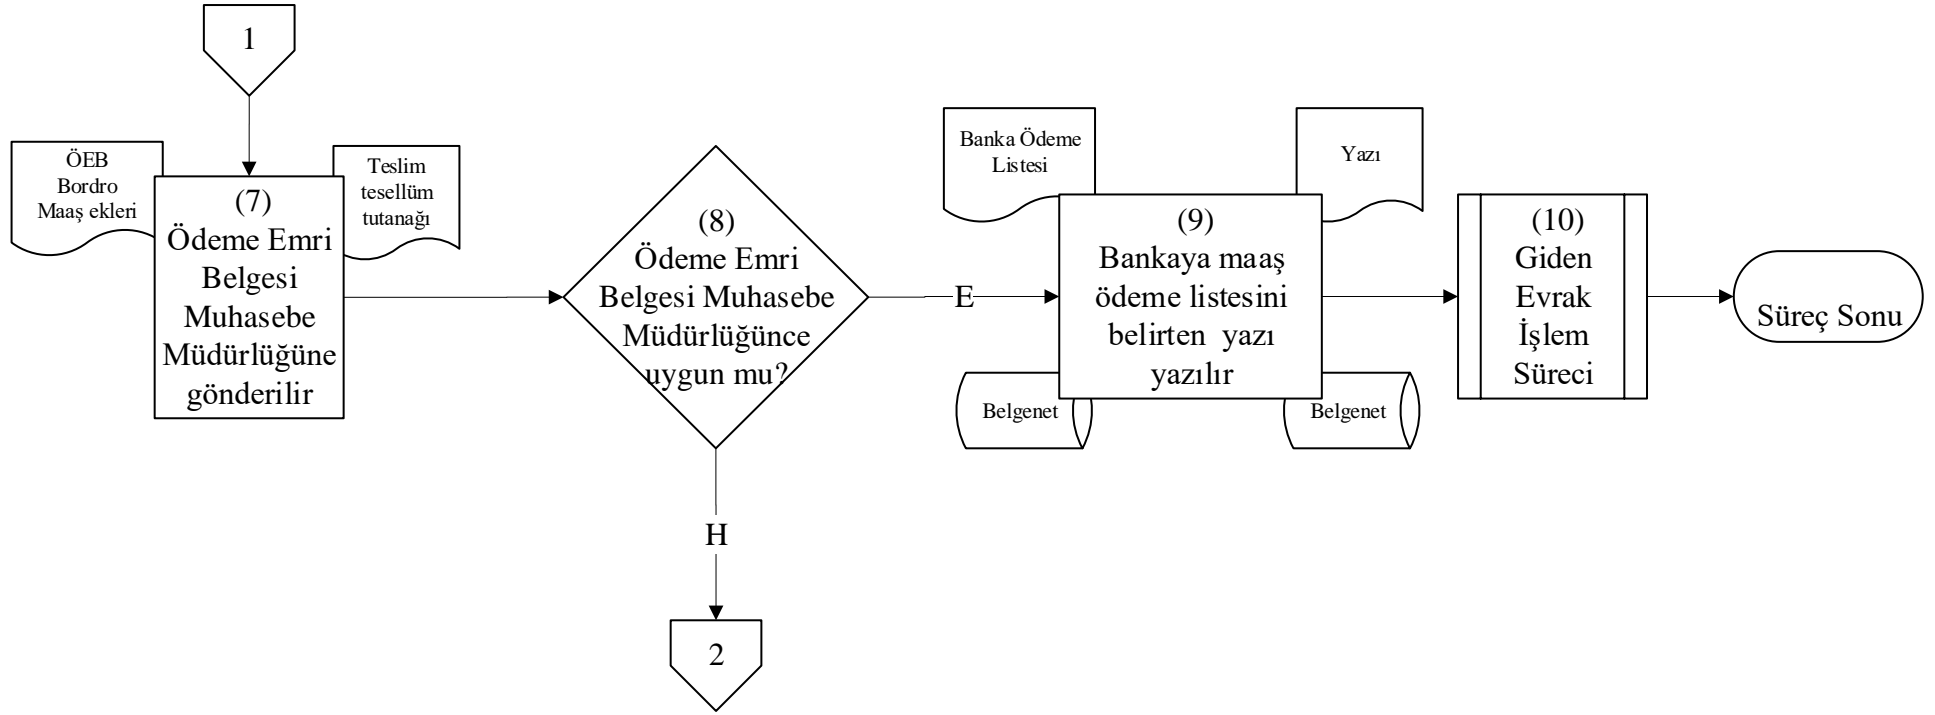 1
ÖEB
Bordro
Maaş ekleri
Teslim
tesellüm
tutanağı
(7)
Ödeme Emri
Belgesi
Muhasebe
Müdürlüğüne
gönderilir
(8)
Ödeme Emri
Belgesi Muhasebe
Müdürlüğünce
uygun mu?
H
2
E
Banka Ödeme
Listesi
Yazı
(9)
Bankaya maaş
ödeme listesini
belirten  yazı
yazılır
Belgenet
Belgenet
(10)
Giden
Evrak
İşlem
Süreci
Süreç Sonu